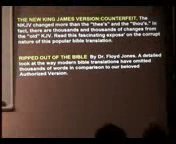 THE NEW KING JAMES VERSION COUNTERFEIT, The
NKJV changed more than the "thee's" and the "thou's." In
fact, there are thousands and thousands of changes from
the "old" KJV. Read this fascinating expose' on the corrupt
nature of this popular bible translation.
RIPPED OUT OF THE BIBLE By Dr. Floyd Jones. A detailed
look at the way modern bible translations have omitted
thousands of words in comparison to our beloved
Authorized Version.